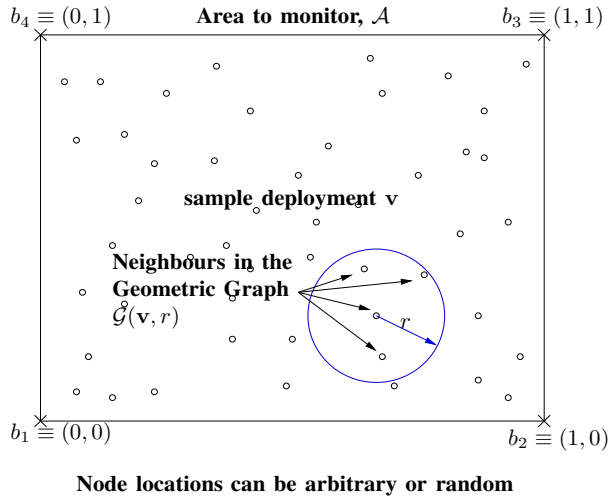 b₄ ≡ (0, 1) Area to monitor, 𝒜 b₃ ≡ (1, 1)
sample deployment v
Neighbours in the
Geometric Graph
𝒢(v, r)
r
b₁ ≡ (0, 0) b₂ ≡ (1, 0)
Node locations can be arbitrary or random